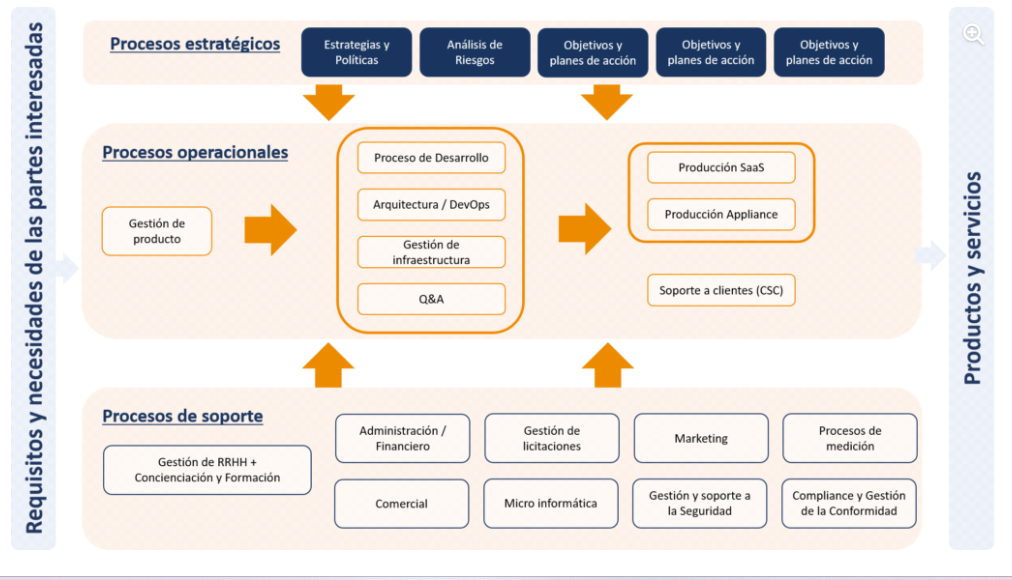 Requisitos y necesidades de las partes interesadas
Procesos estratégicos
Estrategias y
Políticas
Análisis de
Riesgos
Objetivos y
planes de acción
Objetivos y
planes de acción
Objetivos y
planes de acción
Procesos operacionales
Gestión de
producto
Proceso de Desarrollo
Arquitectura / DevOps
Gestión de
infraestructura
Q&A
Producción SaaS
Producción Appliance
Soporte a clientes (CSC)
Procesos de soporte
Gestión de RRHH +
Concienciación y Formación
Administración /
Financiero
Gestión de
licitaciones
Marketing
Procesos de
medición
Comercial
Micro informática
Gestión y soporte a
la Seguridad
Compliance y Gestión
de la Conformidad
Productos y servicios